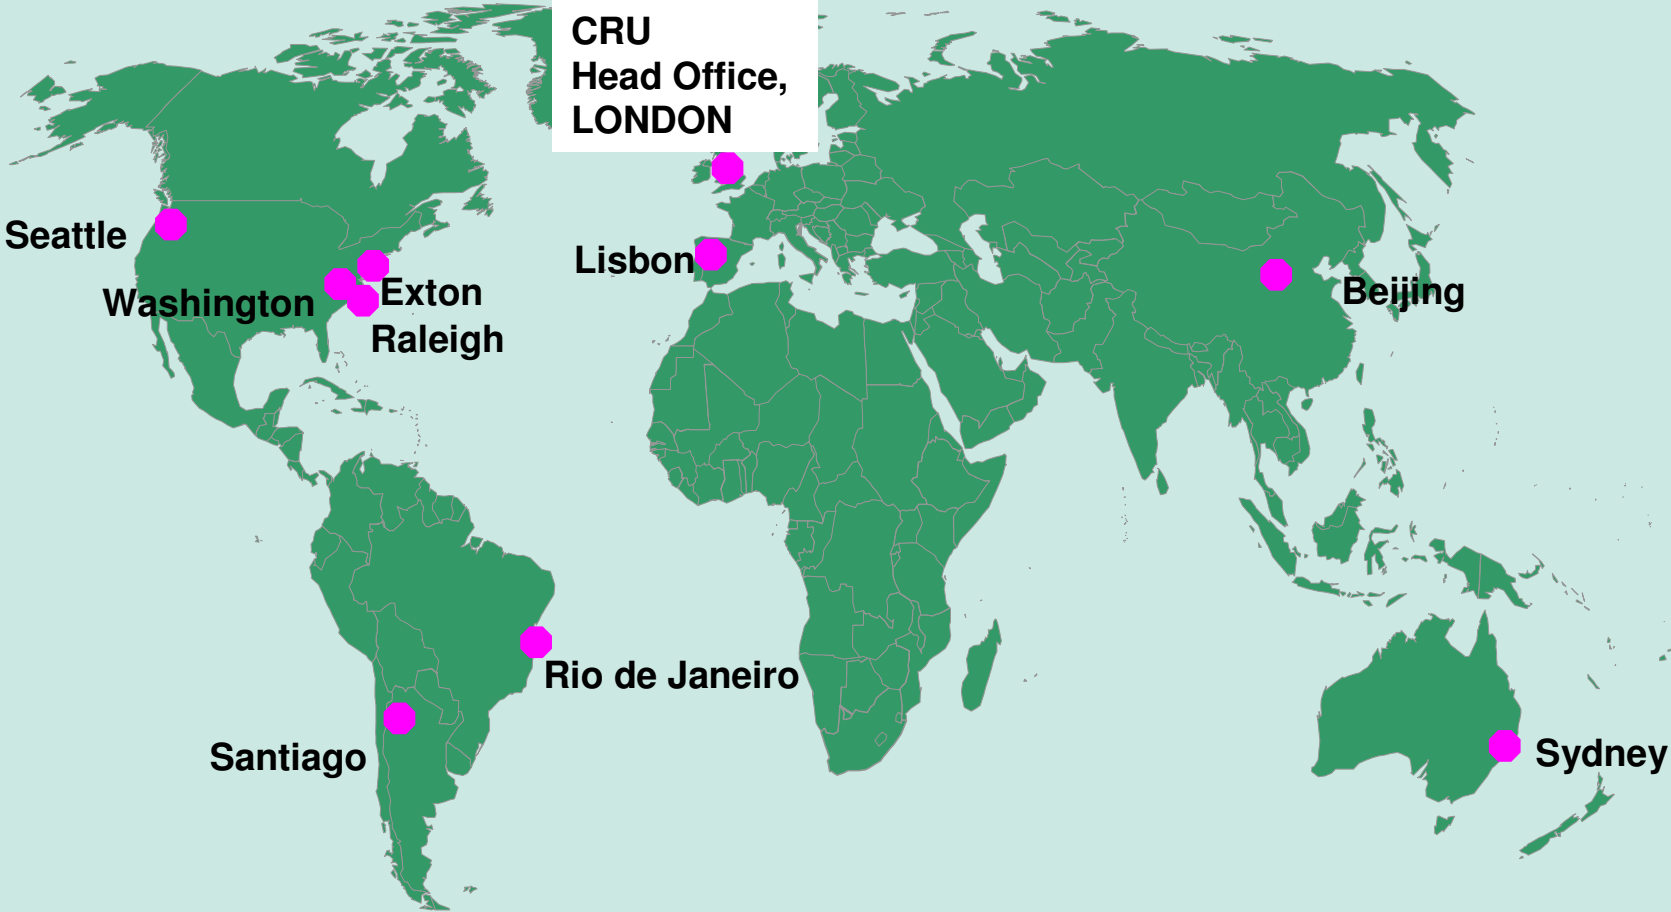 CRU
Head Office,
LONDON
Seattle
Lisbon
Washington
Exton
Raleigh
Beijing
Rio de Janeiro
Santiago
Sydney